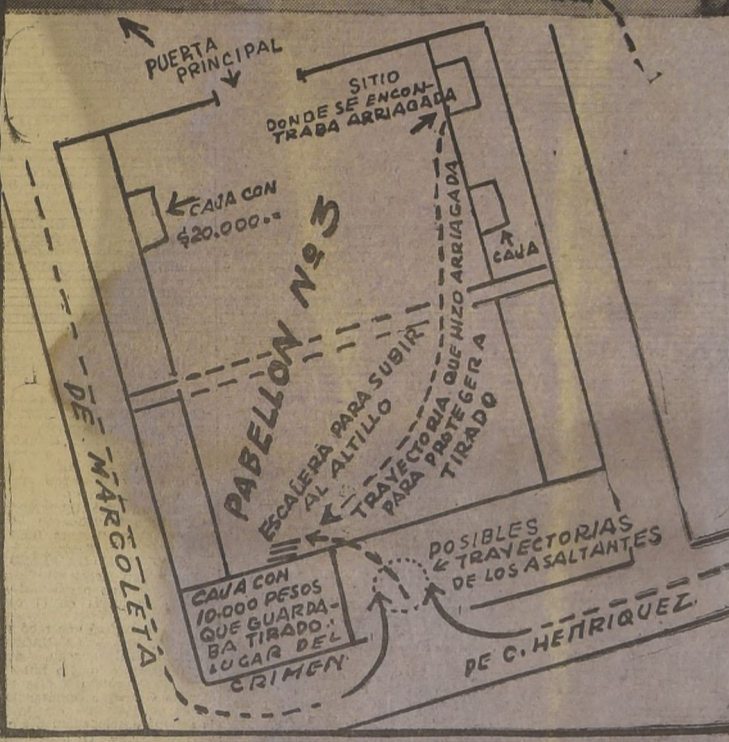 PUERTA
PRINCIPAL
SITIO
DONDE SE ENCON-
TRABA ARRIAGADA
CAJA CON
$20.000.=
CAJA
PABELLON Nº 3
ESCALERA PARA SUBIR
AL ALTILLO
TRAYECTORIA QUE HIZO ARRIAGADA
PARA PROTEGER A
TIRADO
POSIBLES
TRAYECTORIAS
DE LOS ASALTANTES
CAJA CON
10.000 PESOS
QUE GUARDA-
BA TIRADO.
LUGAR DEL
CRIMEN
DE MARGOLETA
DE C. HENRIQUEZ